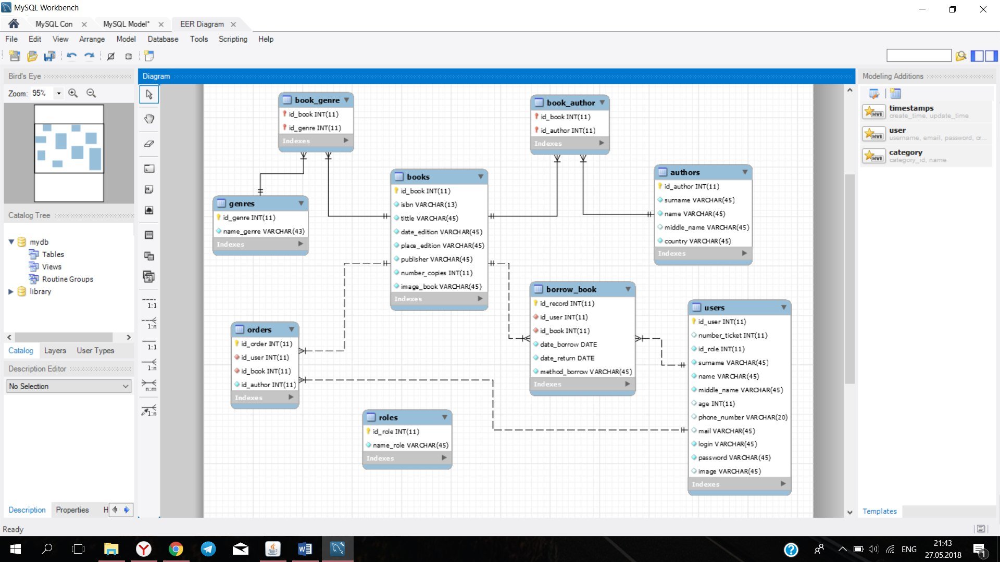 MySQL Workbench
MySQL Con
MySQL Model*
EER Diagram
File Edit View Arrange Model Database Tools Scripting Help
Bird's Eye
Zoom: 95%
Catalog Tree
mydb
Tables
Views
Routine Groups
library
Catalog Layers User Types
Description Editor
No Selection
Description Properties H
Diagram
1:1
1:n
1:1
1:n
n:m
1:n
book_genre
id_book INT(11)
id_genre INT(11)
Indexes
book_author
id_book INT(11)
id_author INT(11)
Indexes
genres
id_genre INT(11)
name_genre VARCHAR(43)
Indexes
books
id_book INT(11)
isbn VARCHAR(13)
tittle VARCHAR(45)
date_edition VARCHAR(45)
place_edition VARCHAR(45)
publisher VARCHAR(45)
number_copies INT(11)
image_book VARCHAR(45)
Indexes
authors
id_author INT(11)
surname VARCHAR(45)
name VARCHAR(45)
middle_name VARCHAR(45)
country VARCHAR(45)
Indexes
orders
id_order INT(11)
id_user INT(11)
id_book INT(11)
id_author INT(11)
Indexes
borrow_book
id_record INT(11)
id_user INT(11)
id_book INT(11)
date_borrow DATE
date_return DATE
method_borrow VARCHAR(45)
Indexes
roles
id_role INT(11)
name_role VARCHAR(45)
Indexes
users
id_user INT(11)
number_ticket INT(11)
id_role INT(11)
surname VARCHAR(45)
name VARCHAR(45)
middle_name VARCHAR(45)
age INT(11)
phone_number VARCHAR(20)
mail VARCHAR(45)
login VARCHAR(45)
password VARCHAR(45)
image VARCHAR(45)
Indexes
Modeling Additions
MWB
timestamps
create_time, update_time
MWB
user
username, email, password, cr...
MWB
category
category_id, name
Templates
Ready
ENG
21:43
27.05.2018
1